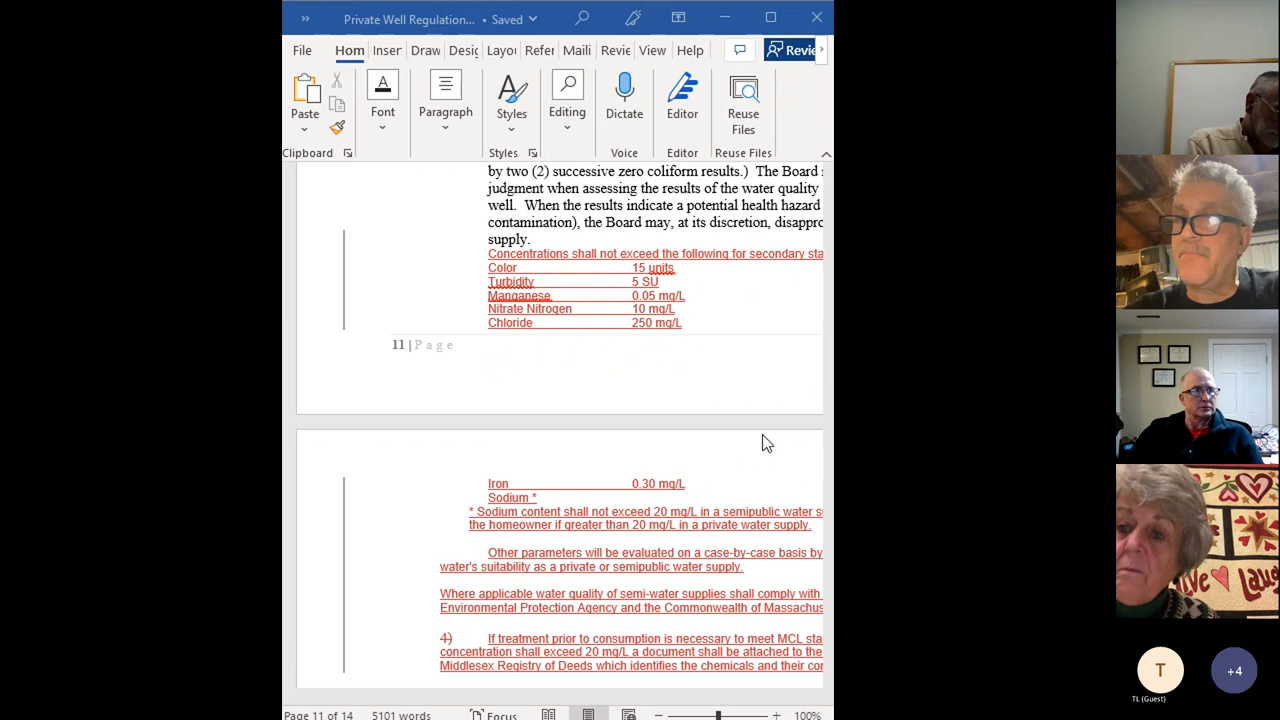 » Private Well Regulation... • Saved
File Hom Inser Draw Desig Layou Refer Maili Revie View Help Revie
Paste Font Paragraph Styles Editing Dictate Editor Reuse
Files
Clipboard Styles Voice Editor Reuse Files
by two (2) successive zero coliform results.) The Board
judgment when assessing the results of the water quality
well. When the results indicate a potential health hazard
contamination), the Board may, at its discretion, disappro
supply.
Concentrations shall not exceed the following for secondary sta
Color 15 units
Turbidity 5 SU
Manganese 0.05 mg/L
Nitrate Nitrogen 10 mg/L
Chloride 250 mg/L
11 | Page
Iron 0.30 mg/L
Sodium *
* Sodium content shall not exceed 20 mg/L in a semipublic water su
the homeowner if greater than 20 mg/L in a private water supply.
Other parameters will be evaluated on a case-by-case basis by
water's suitability as a private or semipublic water supply.
Where applicable water quality of semi-water supplies shall comply with
Environmental Protection Agency and the Commonwealth of Massachus
4) If treatment prior to consumption is necessary to meet MCL sta
concentration shall exceed 20 mg/L a document shall be attached to the
Middlesex Registry of Deeds which identifies the chemicals and their con
Page 11 of 14 5101 words Focus 100%
ive Laug
T +4
TL (Guest)